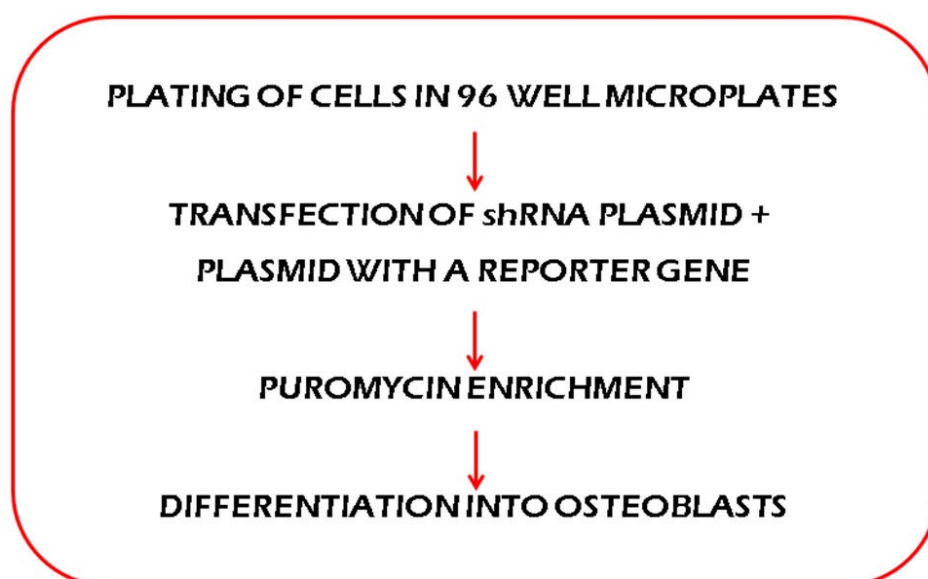 PLATING OF CELLS IN 96 WELL MICROPLATES
TRANSFECTION OF shRNA PLASMID +
PLASMID WITH A REPORTER GENE
PUROMYCIN ENRICHMENT
DIFFERENTIATION INTO OSTEOBLASTS